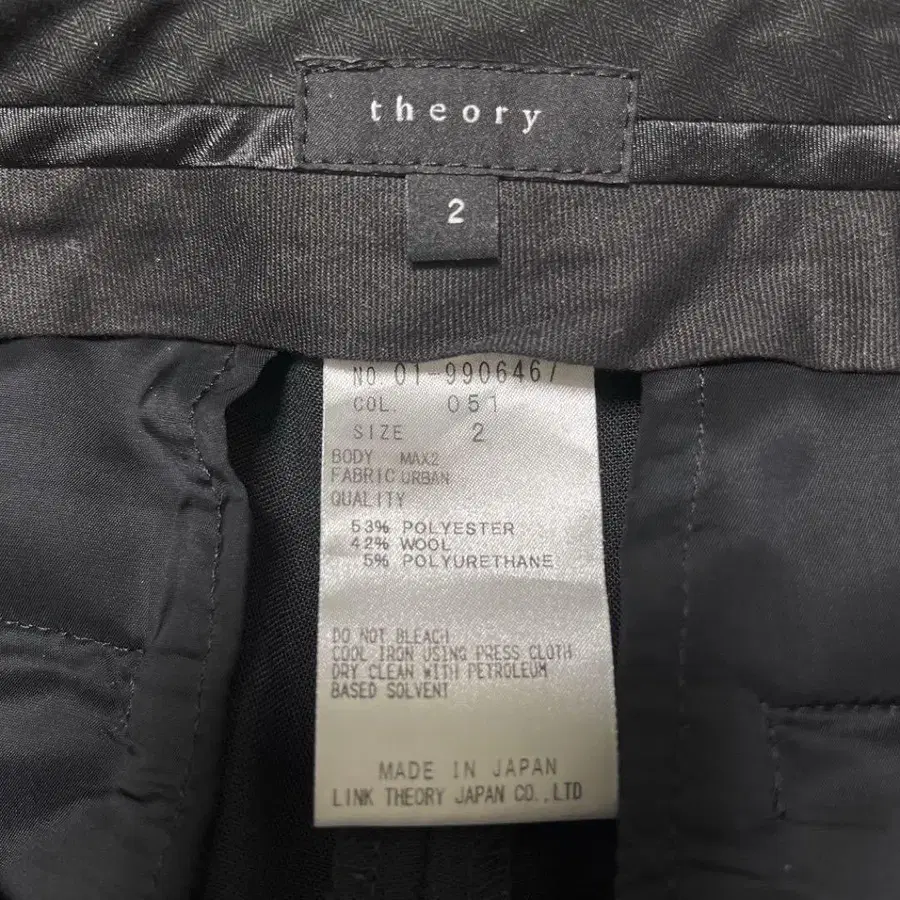 theory
2
NO 01-9906467
COL. 051
SIZE 2
BODY MAX2
FABRIC URBAN
QUALITY
53% POLYESTER
42% WOOL
5% POLYURETHANE
DO NOT BLEACH
COOL IRON USING PRESS CLOTH
DRY CLEAN WITH PETROLEUM
BASED SOLVENT
MADE IN JAPAN
LINK THEORY JAPAN CO.,LTD